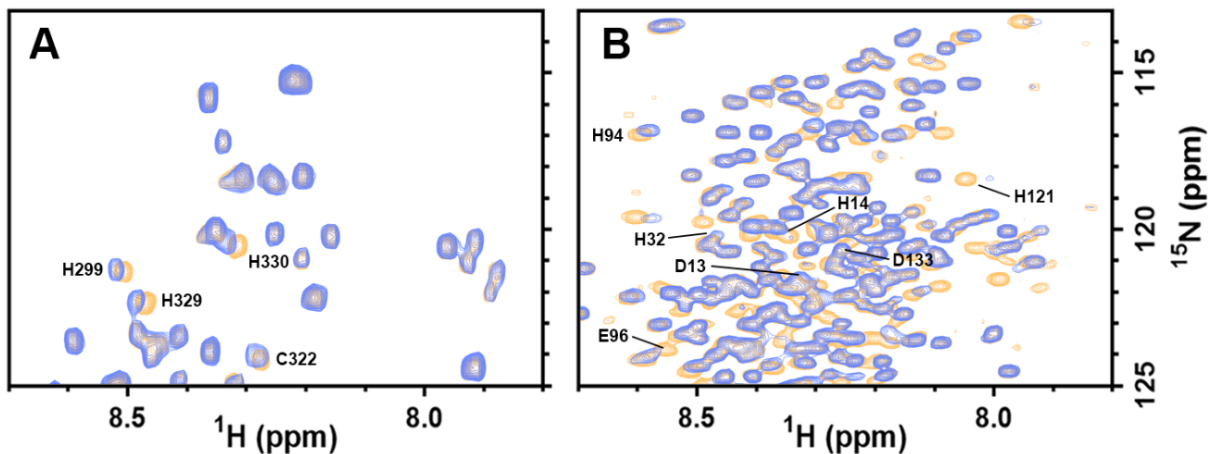 A
H299
H329
H330
C322
8.5
8.0
¹H (ppm)
B
H94
H32
D13
E96
H14
H121
D133
8.5
8.0
¹H (ppm)
115
120
125
¹⁵N (ppm)